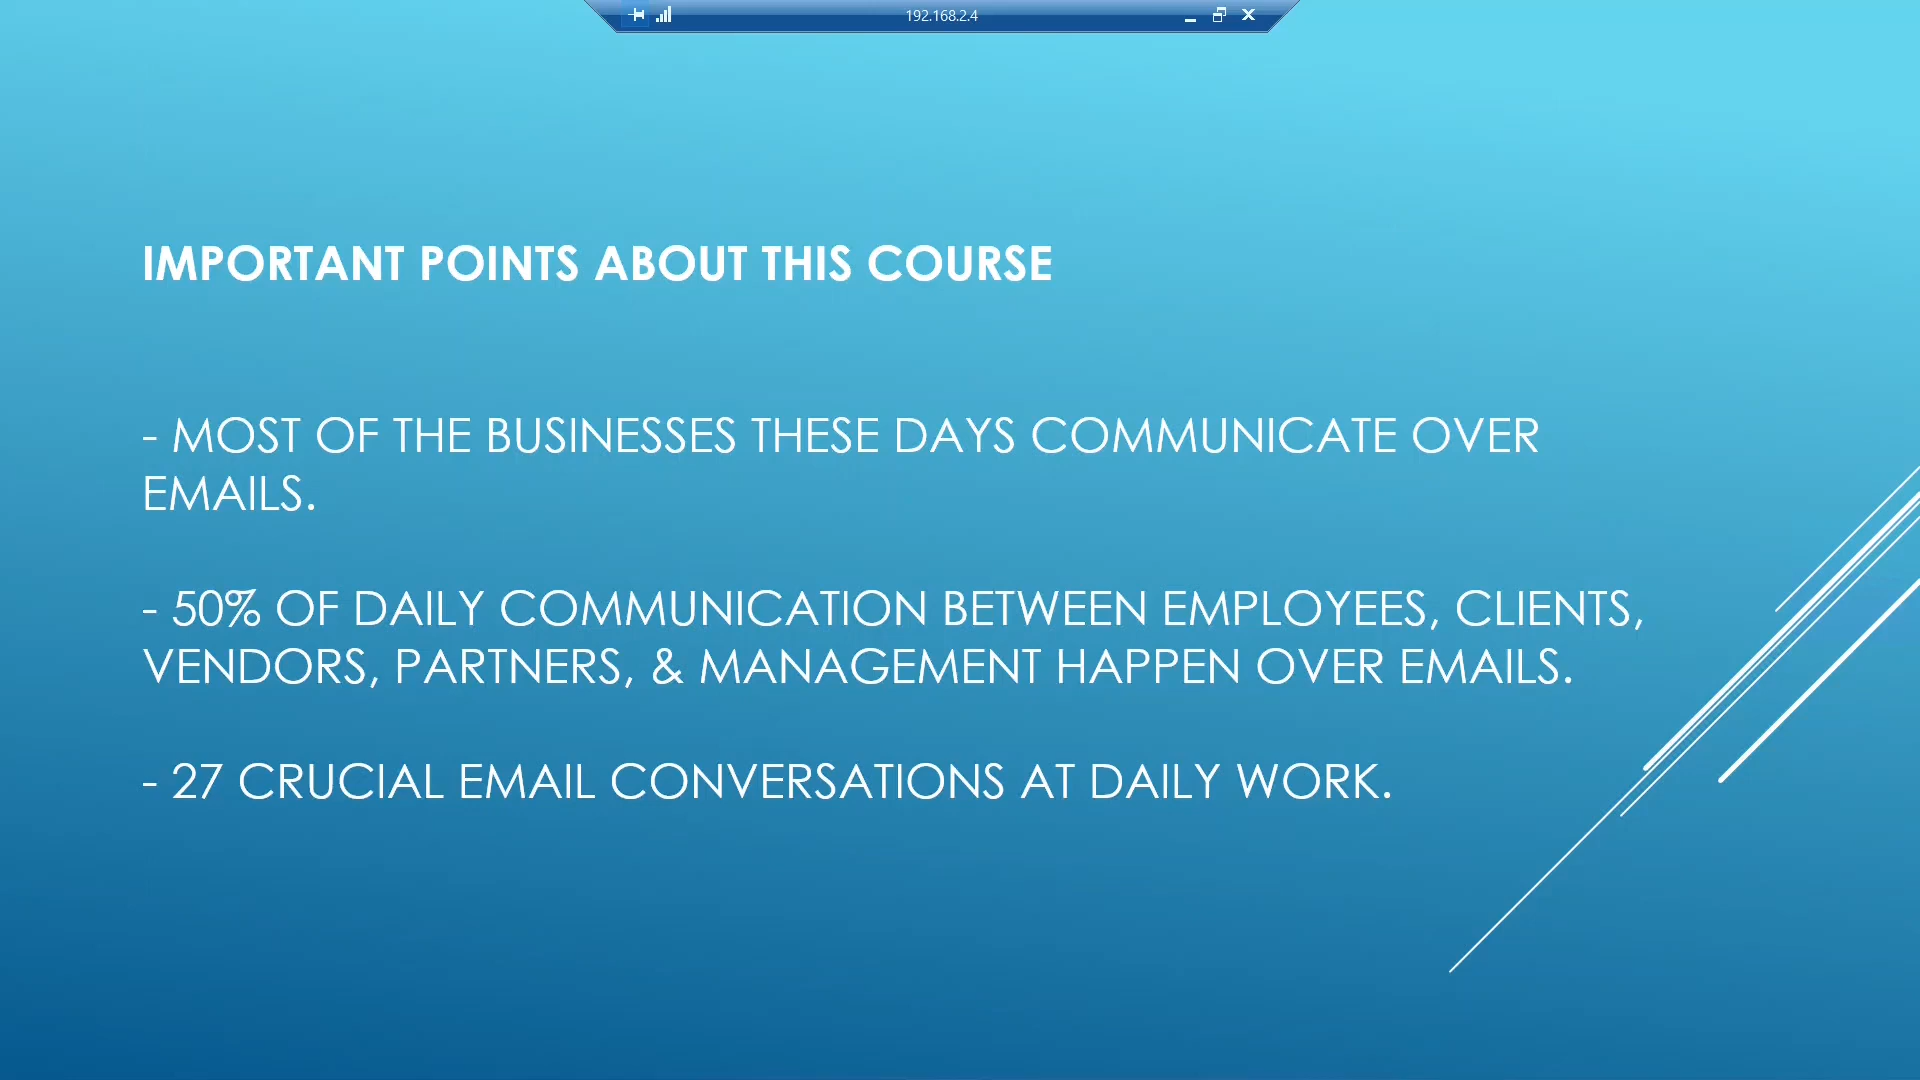 192.168.2.4
IMPORTANT POINTS ABOUT THIS COURSE
- MOST OF THE BUSINESSES THESE DAYS COMMUNICATE OVER
EMAILS.
- 50% OF DAILY COMMUNICATION BETWEEN EMPLOYEES, CLIENTS,
VENDORS, PARTNERS, & MANAGEMENT HAPPEN OVER EMAILS.
- 27 CRUCIAL EMAIL CONVERSATIONS AT DAILY WORK.